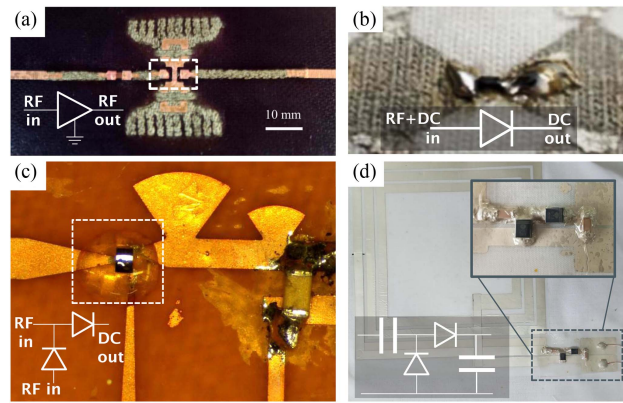 (a)
RF RF
in out
10 mm
(b)
RF+DC DC
in out
(c)
RF
in DC
out
RF in
(d)